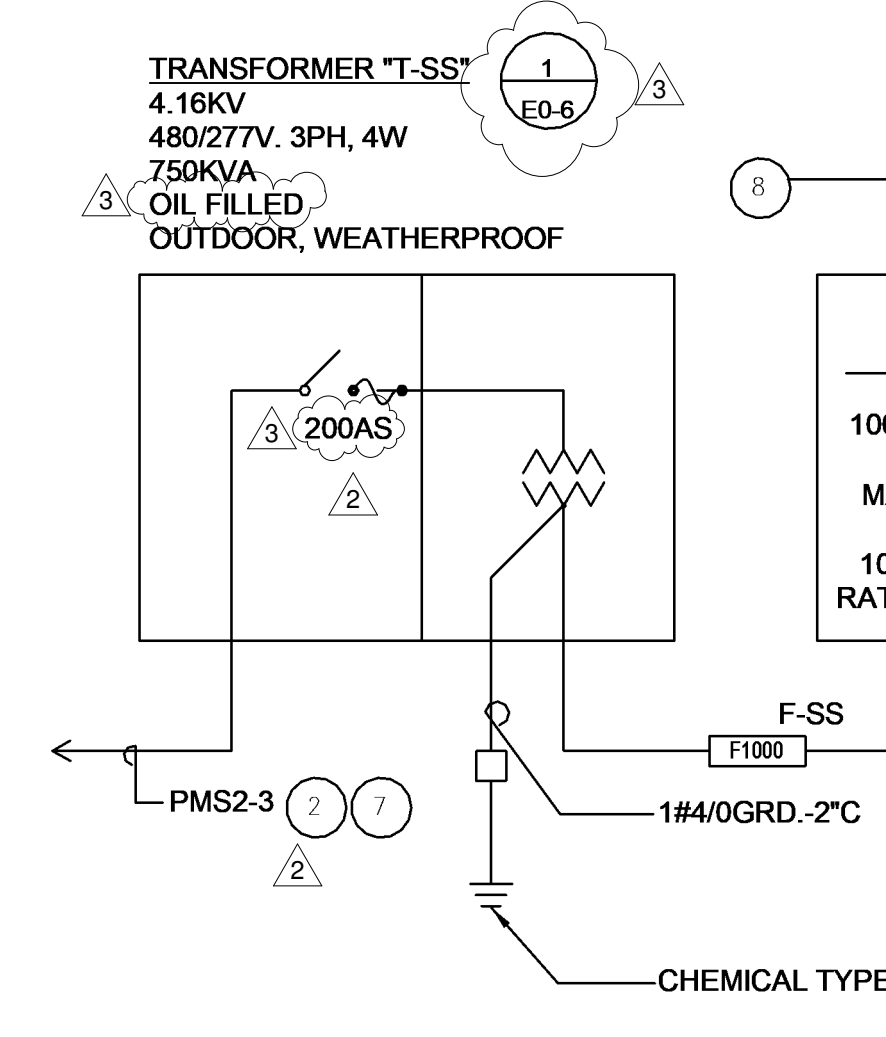 TRANSFORMER "T-SS"
4.16KV
480/277V. 3PH, 4W
750KVA
OIL FILLED
OUTDOOR, WEATHERPROOF
1
E0-6
3
3
8
3
200AS
2
F-SS
F1000
PMS2-3
2
7
2
1#4/0GRD.-2"C
CHEMICAL TYPE